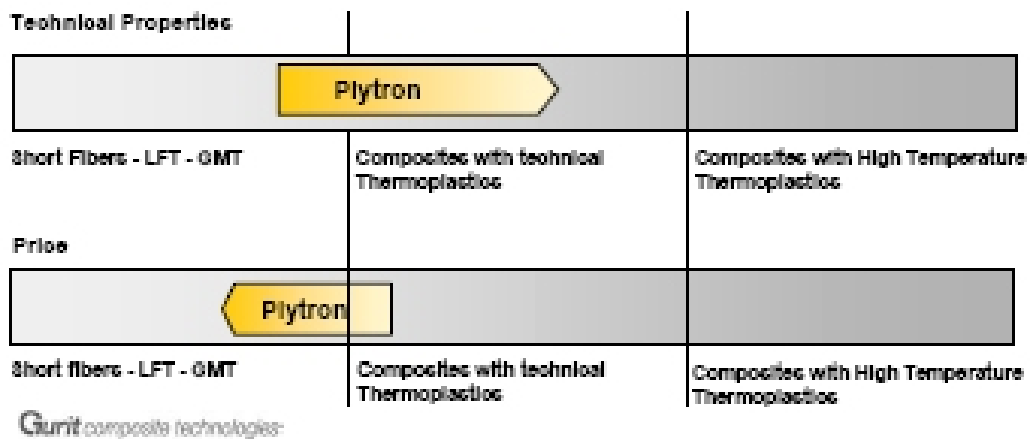 Technical Properties
Plytron
Short Fibers - LFT - GMT
Composites with technical
Thermoplastics
Composites with High Temperature
Thermoplastics
Price
Plytron
Short fibers - LFT - GMT
Composites with technical
Thermoplastics
Composites with High Temperature
Thermoplastics
Gurit composite technologies